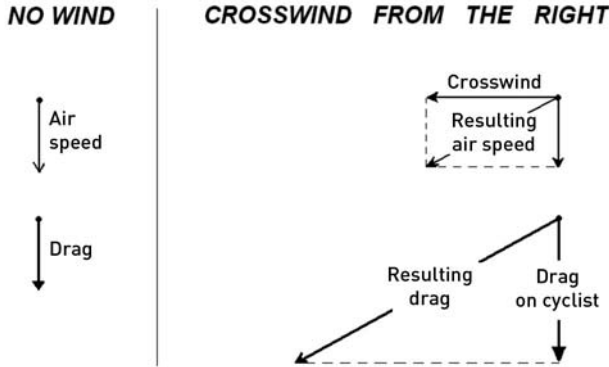 NO WIND
CROSSWIND FROM THE RIGHT
Air
speed
Drag
Crosswind
Resulting
air speed
Resulting
drag
Drag
on cyclist